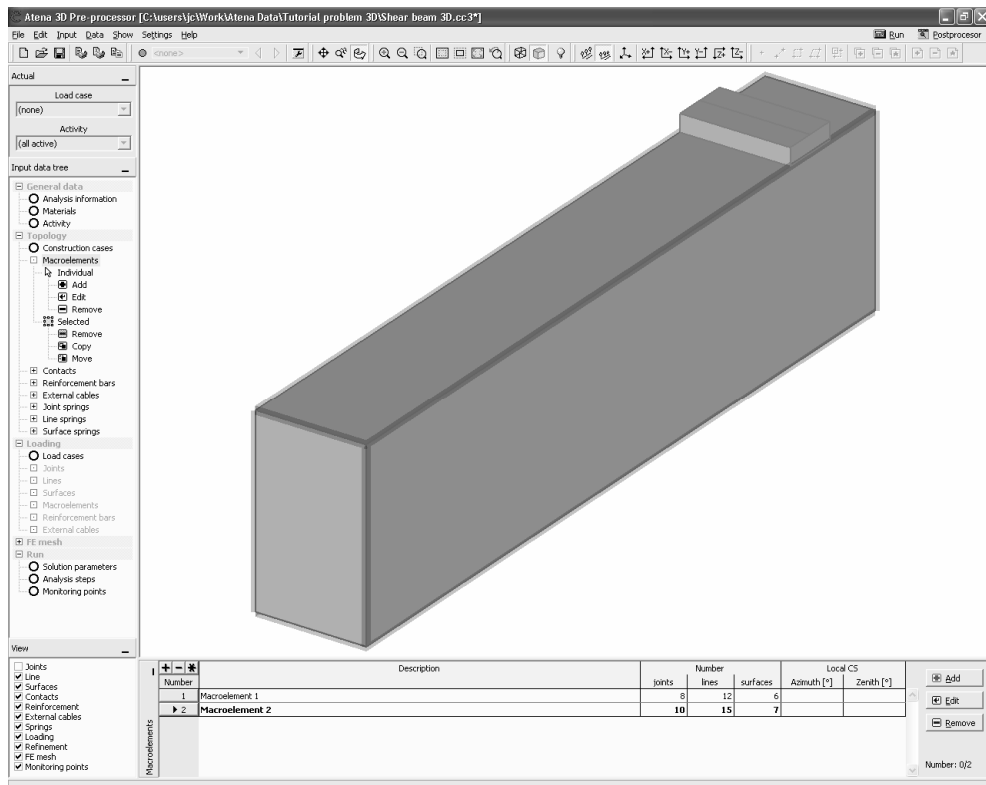 Atena 3D Pre-processor [C:\users\jc\Work\Atena Data\Tutorial problem 3D\Shear beam 3D.cc3*]
File Edit Input Data Show Settings Help
Run
Postprocesor
<none>
Actual
Load case
(none)
Activity
(all active)
Input data tree
General data
Analysis information
Materials
Activity
Topology
Construction cases
Macroelements
Individual
Add
Edit
Remove
Selected
Remove
Copy
Move
Contacts
Reinforcement bars
External cables
Joint springs
Line springs
Surface springs
Loading
Load cases
Joints
Lines
Surfaces
Macroelements
Reinforcement bars
External cables
FE mesh
Run
Solution parameters
Analysis steps
Monitoring points
View
Joints
Line
Surfaces
Contacts
Reinforcement
External cables
Springs
Loading
Refinement
FE mesh
Monitoring points
Macroelements
Description Number Local CS
Number joints lines surfaces Azimuth [°] Zenith [°]
1 Macroelement 1 8 12 6
2 Macroelement 2 10 15 7
Add
Edit
Remove
Number: 0/2